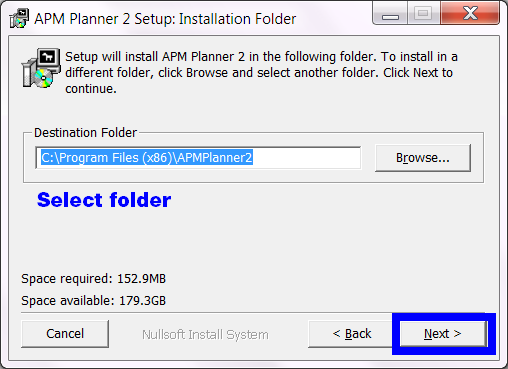 APM Planner 2 Setup: Installation Folder
Setup will install APM Planner 2 in the following folder. To install in a
different folder, click Browse and select another folder. Click Next to
continue.
Destination Folder
C:\Program Files (x86)\APMPlanner2
Browse...
Select folder
Space required: 152.9MB
Space available: 179.3GB
Cancel
Nullsoft Install System
< Back
Next >